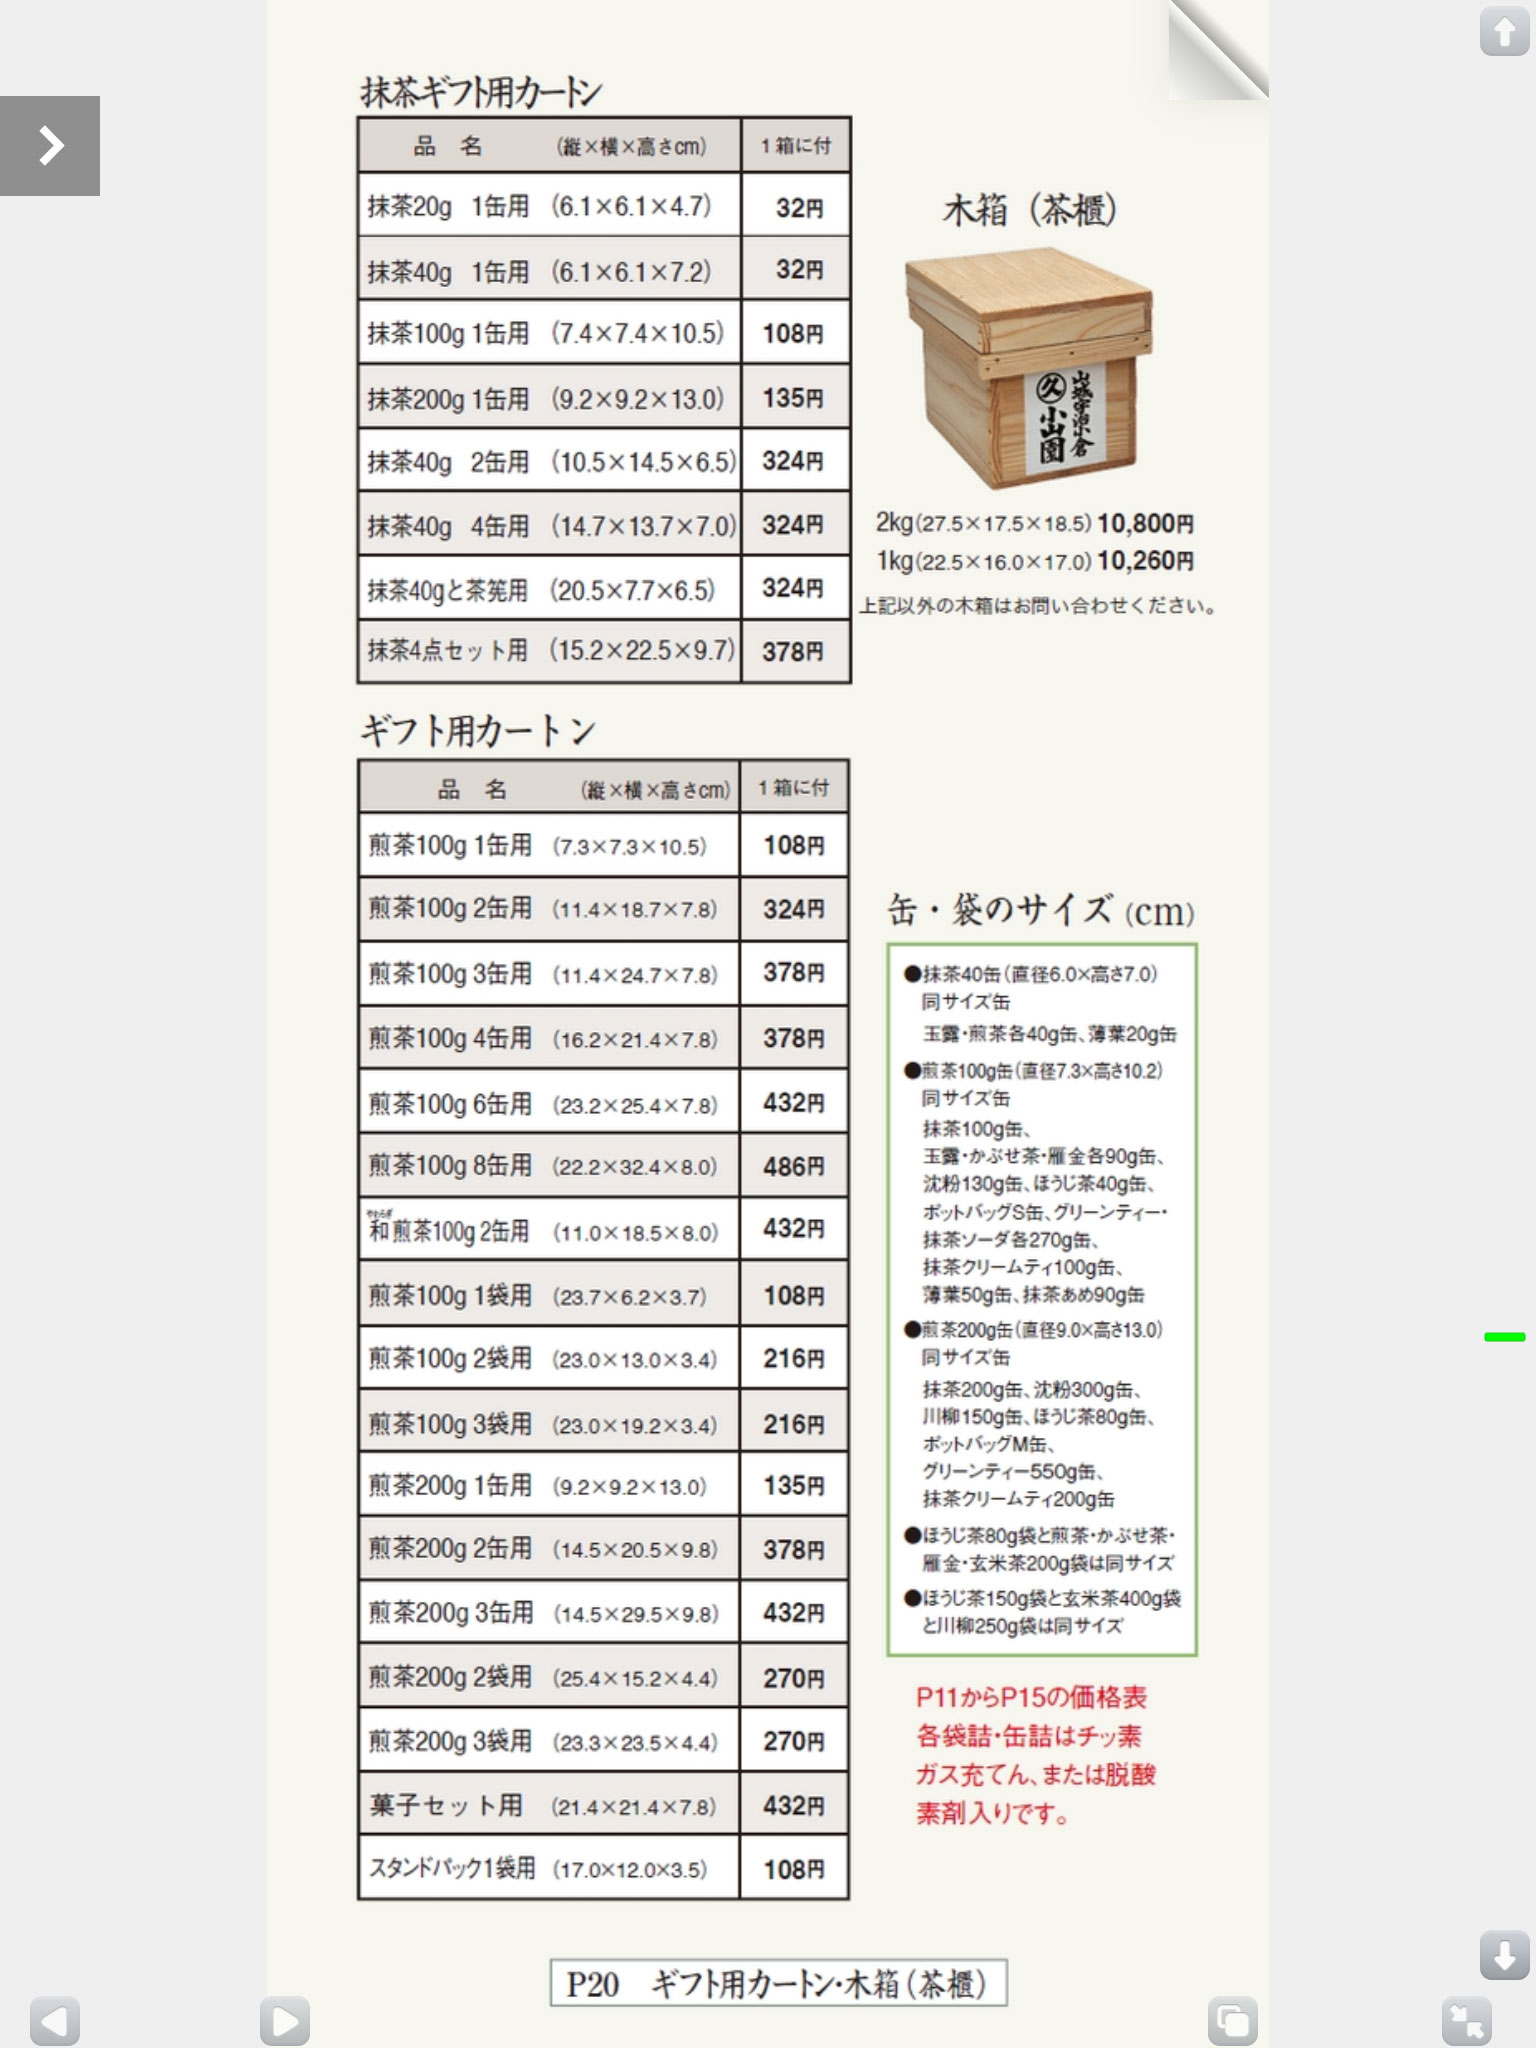 抹茶ギフト用カートン
品 名 (縦×横×高さcm) 1箱に付
抹茶20g 1缶用 (6.1×6.1×4.7) 32円
抹茶40g 1缶用 (6.1×6.1×7.2) 32円
抹茶100g 1缶用 (7.4×7.4×10.5) 108円
抹茶200g 1缶用 (9.2×9.2×13.0) 135円
抹茶40g 2缶用 (10.5×14.5×6.5) 324円
抹茶40g 4缶用 (14.7×13.7×7.0) 324円
抹茶40gと茶筅用 (20.5×7.7×6.5) 324円
抹茶4点セット用 (15.2×22.5×9.7) 378円
木箱(茶櫃)
山城宇治小倉
久 小山園
2kg(27.5×17.5×18.5) 10,800円
1kg(22.5×16.0×17.0) 10,260円
上記以外の木箱はお問い合わせください。
ギフト用カートン
品 名 (縦×横×高さcm) 1箱に付
煎茶100g 1缶用 (7.3×7.3×10.5) 108円
煎茶100g 2缶用 (11.4×18.7×7.8) 324円
煎茶100g 3缶用 (11.4×24.7×7.8) 378円
煎茶100g 4缶用 (16.2×21.4×7.8) 378円
煎茶100g 6缶用 (23.2×25.4×7.8) 432円
煎茶100g 8缶用 (22.2×32.4×8.0) 486円
やわらぎ
和煎茶100g 2缶用 (11.0×18.5×8.0) 432円
煎茶100g 1袋用 (23.7×6.2×3.7) 108円
煎茶100g 2袋用 (23.0×13.0×3.4) 216円
煎茶100g 3袋用 (23.0×19.2×3.4) 216円
煎茶200g 1缶用 (9.2×9.2×13.0) 135円
煎茶200g 2缶用 (14.5×20.5×9.8) 378円
煎茶200g 3缶用 (14.5×29.5×9.8) 432円
煎茶200g 2袋用 (25.4×15.2×4.4) 270円
煎茶200g 3袋用 (23.3×23.5×4.4) 270円
菓子セット用 (21.4×21.4×7.8) 432円
スタンドパック1袋用 (17.0×12.0×3.5) 108円
缶・袋のサイズ(cm)
●抹茶40缶(直径6.0×高さ7.0)
同サイズ缶
玉露・煎茶各40g缶、薄葉20g缶
●煎茶100g缶(直径7.3×高さ10.2)
同サイズ缶
抹茶100g缶、
玉露・かぶせ茶・雁金各90g缶、
沈粉130g缶、ほうじ茶40g缶、
ポットバッグS缶、グリーンティー・
抹茶ソーダ各270g缶、
抹茶クリームティ100g缶、
薄葉50g缶、抹茶あめ90g缶
●煎茶200g缶(直径9.0×高さ13.0)
同サイズ缶
抹茶200g缶、沈粉300g缶、
川柳150g缶、ほうじ茶80g缶、
ポットバッグM缶、
グリーンティー550g缶、
抹茶クリームティ200g缶
●ほうじ茶80g袋と煎茶・かぶせ茶・
雁金・玄米茶200g袋は同サイズ
●ほうじ茶150g袋と玄米茶400g袋
と川柳250g袋は同サイズ
P11からP15の価格表
各袋詰・缶詰はチッ素
ガス充てん、または脱酸
素剤入りです。
P20 ギフト用カートン・木箱(茶櫃)